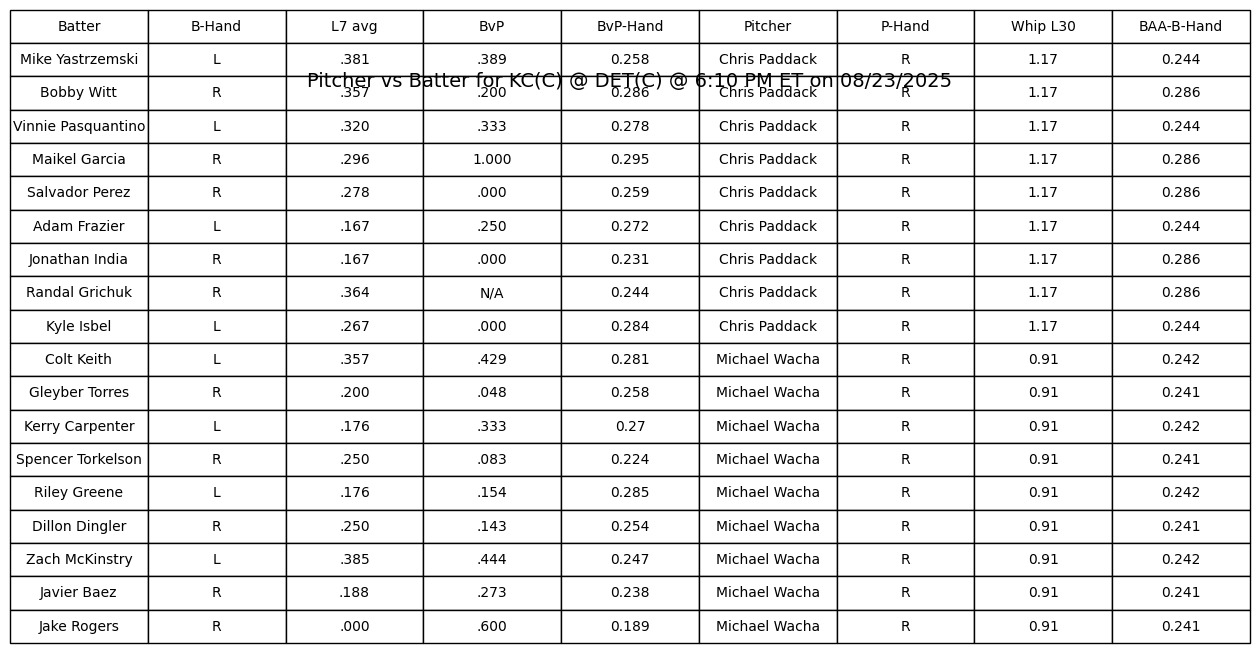 Batter B-Hand L7 avg BvP BvP-Hand Pitcher P-Hand Whip L30 BAA-B-Hand
Mike Yastrzemski L .381 .389 0.258 Chris Paddack R 1.17 0.244
Pitcher vs Batter for KC(C) @ DET(C) @ 6:10 PM ET on 08/23/2025
Bobby Witt R .357 .200 0.286 Chris Paddack R 1.17 0.286
Vinnie Pasquantino L .320 .333 0.278 Chris Paddack R 1.17 0.244
Maikel Garcia R .296 1.000 0.295 Chris Paddack R 1.17 0.286
Salvador Perez R .278 .000 0.259 Chris Paddack R 1.17 0.286
Adam Frazier L .167 .250 0.272 Chris Paddack R 1.17 0.244
Jonathan India R .167 .000 0.231 Chris Paddack R 1.17 0.286
Randal Grichuk R .364 N/A 0.244 Chris Paddack R 1.17 0.286
Kyle Isbel L .267 .000 0.284 Chris Paddack R 1.17 0.244
Colt Keith L .357 .429 0.281 Michael Wacha R 0.91 0.242
Gleyber Torres R .200 .048 0.258 Michael Wacha R 0.91 0.241
Kerry Carpenter L .176 .333 0.27 Michael Wacha R 0.91 0.242
Spencer Torkelson R .250 .083 0.224 Michael Wacha R 0.91 0.241
Riley Greene L .176 .154 0.285 Michael Wacha R 0.91 0.242
Dillon Dingler R .250 .143 0.254 Michael Wacha R 0.91 0.241
Zach McKinstry L .385 .444 0.247 Michael Wacha R 0.91 0.242
Javier Baez R .188 .273 0.238 Michael Wacha R 0.91 0.241
Jake Rogers R .000 .600 0.189 Michael Wacha R 0.91 0.241